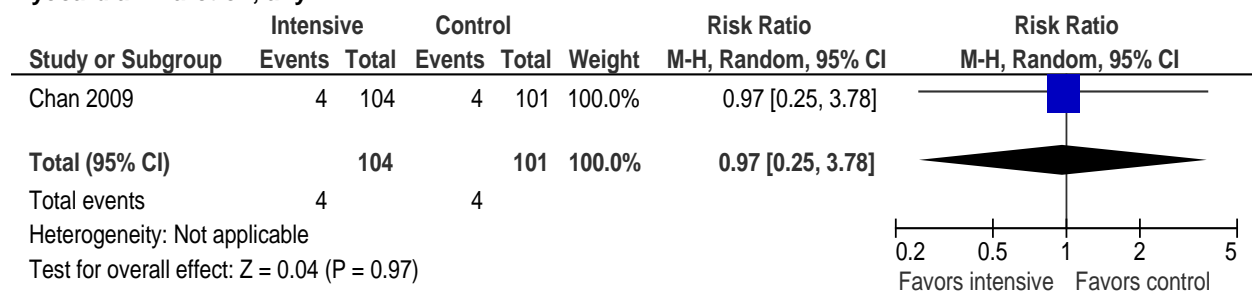 Intensive Control Risk Ratio Risk Ratio
Study or Subgroup Events Total Events Total Weight M-H, Random, 95% CI M-H, Random, 95% CI
Chan 2009 4 104 4 101 100.0% 0.97 [0.25, 3.78]
Total (95% CI) 104 101 100.0% 0.97 [0.25, 3.78]
Total events 4 4
Heterogeneity: Not applicable
Test for overall effect: Z = 0.04 (P = 0.97)
0.2 0.5 1 2 5
Favors intensive Favors control